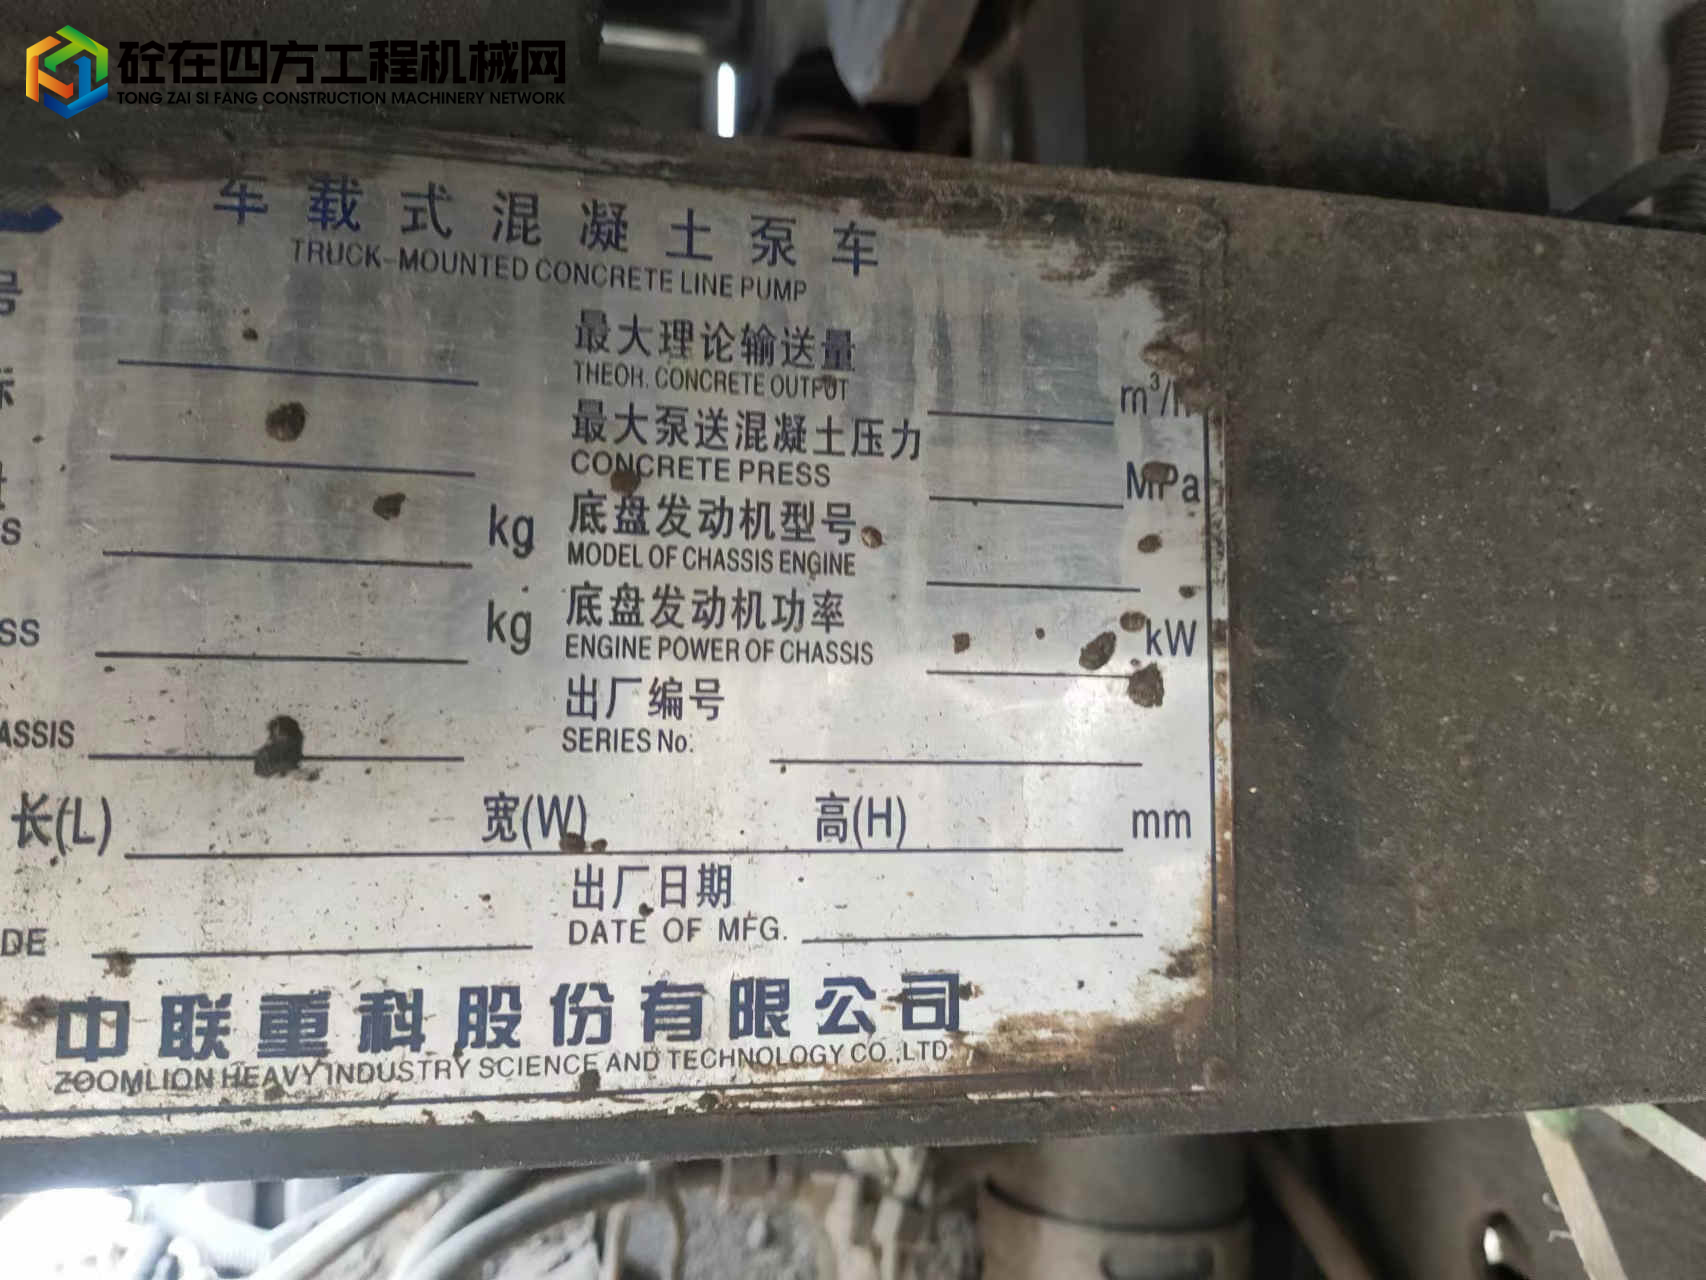 砼在四方工程机械网
TONG ZAI SI FANG CONSTRUCTION MACHINERY NETWORK
车载式混凝土泵车
TRUCK-MOUNTED CONCRETE LINE PUMP
号
最大理论输送量
THEOR. CONCRETE OUTPUT m³/h
最大泵送混凝土压力
CONCRETE PRESS MPa
kg 底盘发动机型号
MODEL OF CHASSIS ENGINE
kg 底盘发动机功率
ENGINE POWER OF CHASSIS kW
出厂编号
ASSIS SERIES No.
长(L) 宽(W) 高(H) mm
出厂日期
DE DATE OF MFG.
中联重科股份有限公司
ZOOMLION HEAVY INDUSTRY SCIENCE AND TECHNOLOGY CO.,LTD